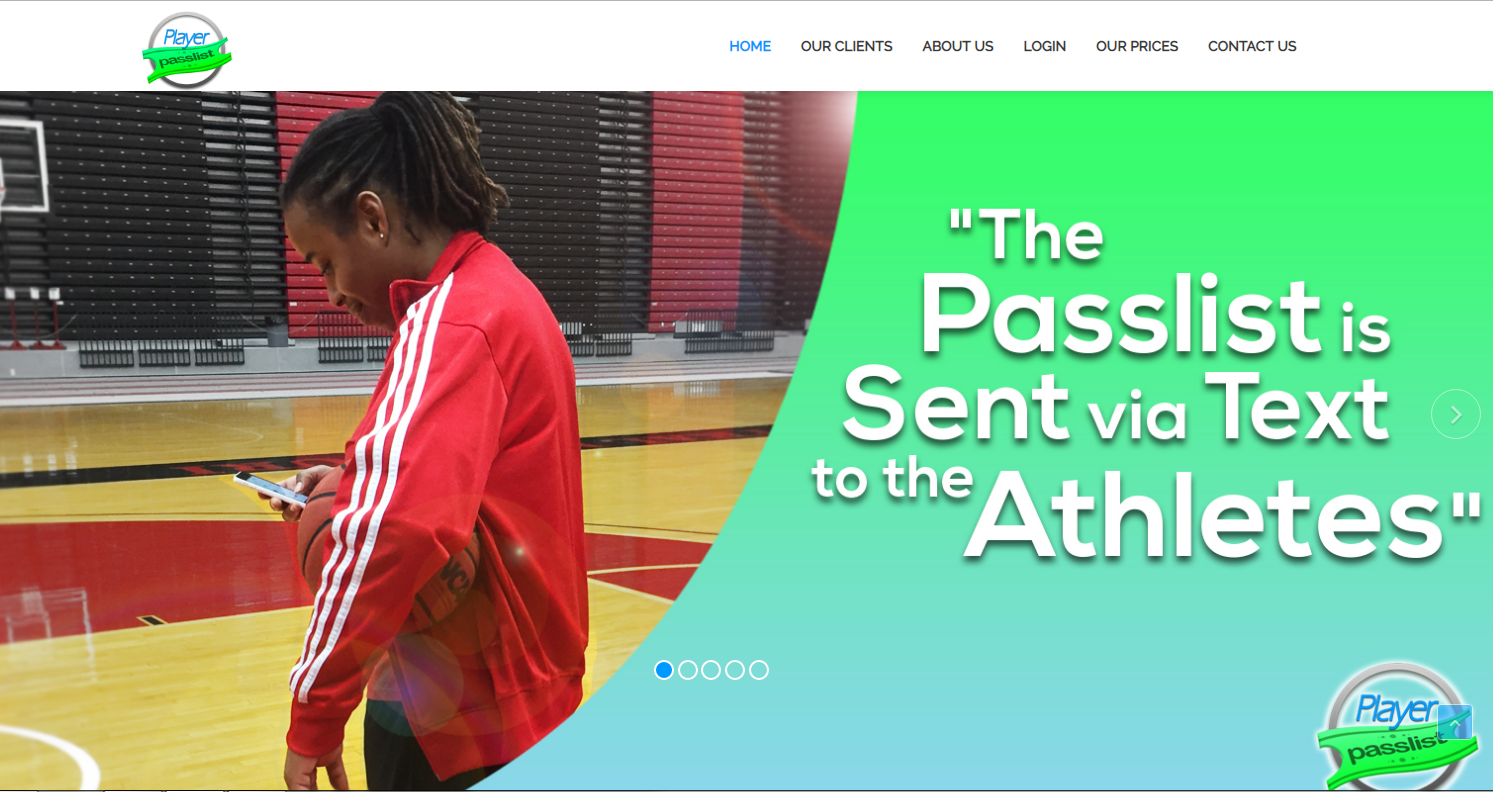 Player
passlist
HOME OUR CLIENTS ABOUT US LOGIN OUR PRICES CONTACT US
"The
Passlist is
Sent via Text
to the Athletes"
Player
passlist